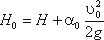 H₀ = H + α₀ υ₀²/2g